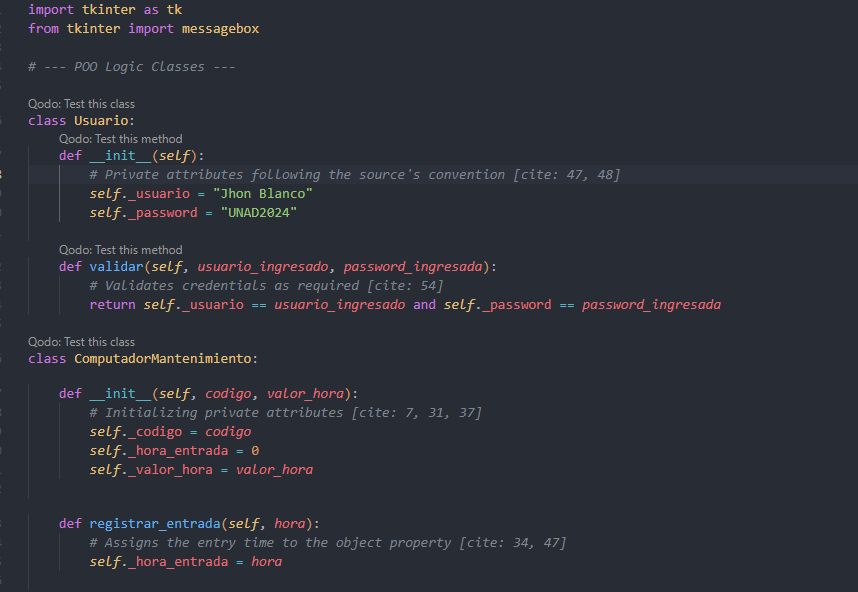 import tkinter as tk
from tkinter import messagebox
# --- POO Logic Classes ---
Qodo: Test this class
class Usuario:
Qodo: Test this method
def __init__(self):
# Private attributes following the source's convention [cite: 47, 48]
self._usuario = "Jhon Blanco"
self._password = "UNAD2024"
Qodo: Test this method
def validar(self, usuario_ingresado, password_ingresada):
# Validates credentials as required [cite: 54]
return self._usuario == usuario_ingresado and self._password == password_ingresada
Qodo: Test this class
class ComputadorMantenimiento:
def __init__(self, codigo, valor_hora):
# Initializing private attributes [cite: 7, 31, 37]
self._codigo = codigo
self._hora_entrada = 0
self._valor_hora = valor_hora
def registrar_entrada(self, hora):
# Assigns the entry time to the object property [cite: 34, 47]
self._hora_entrada = hora